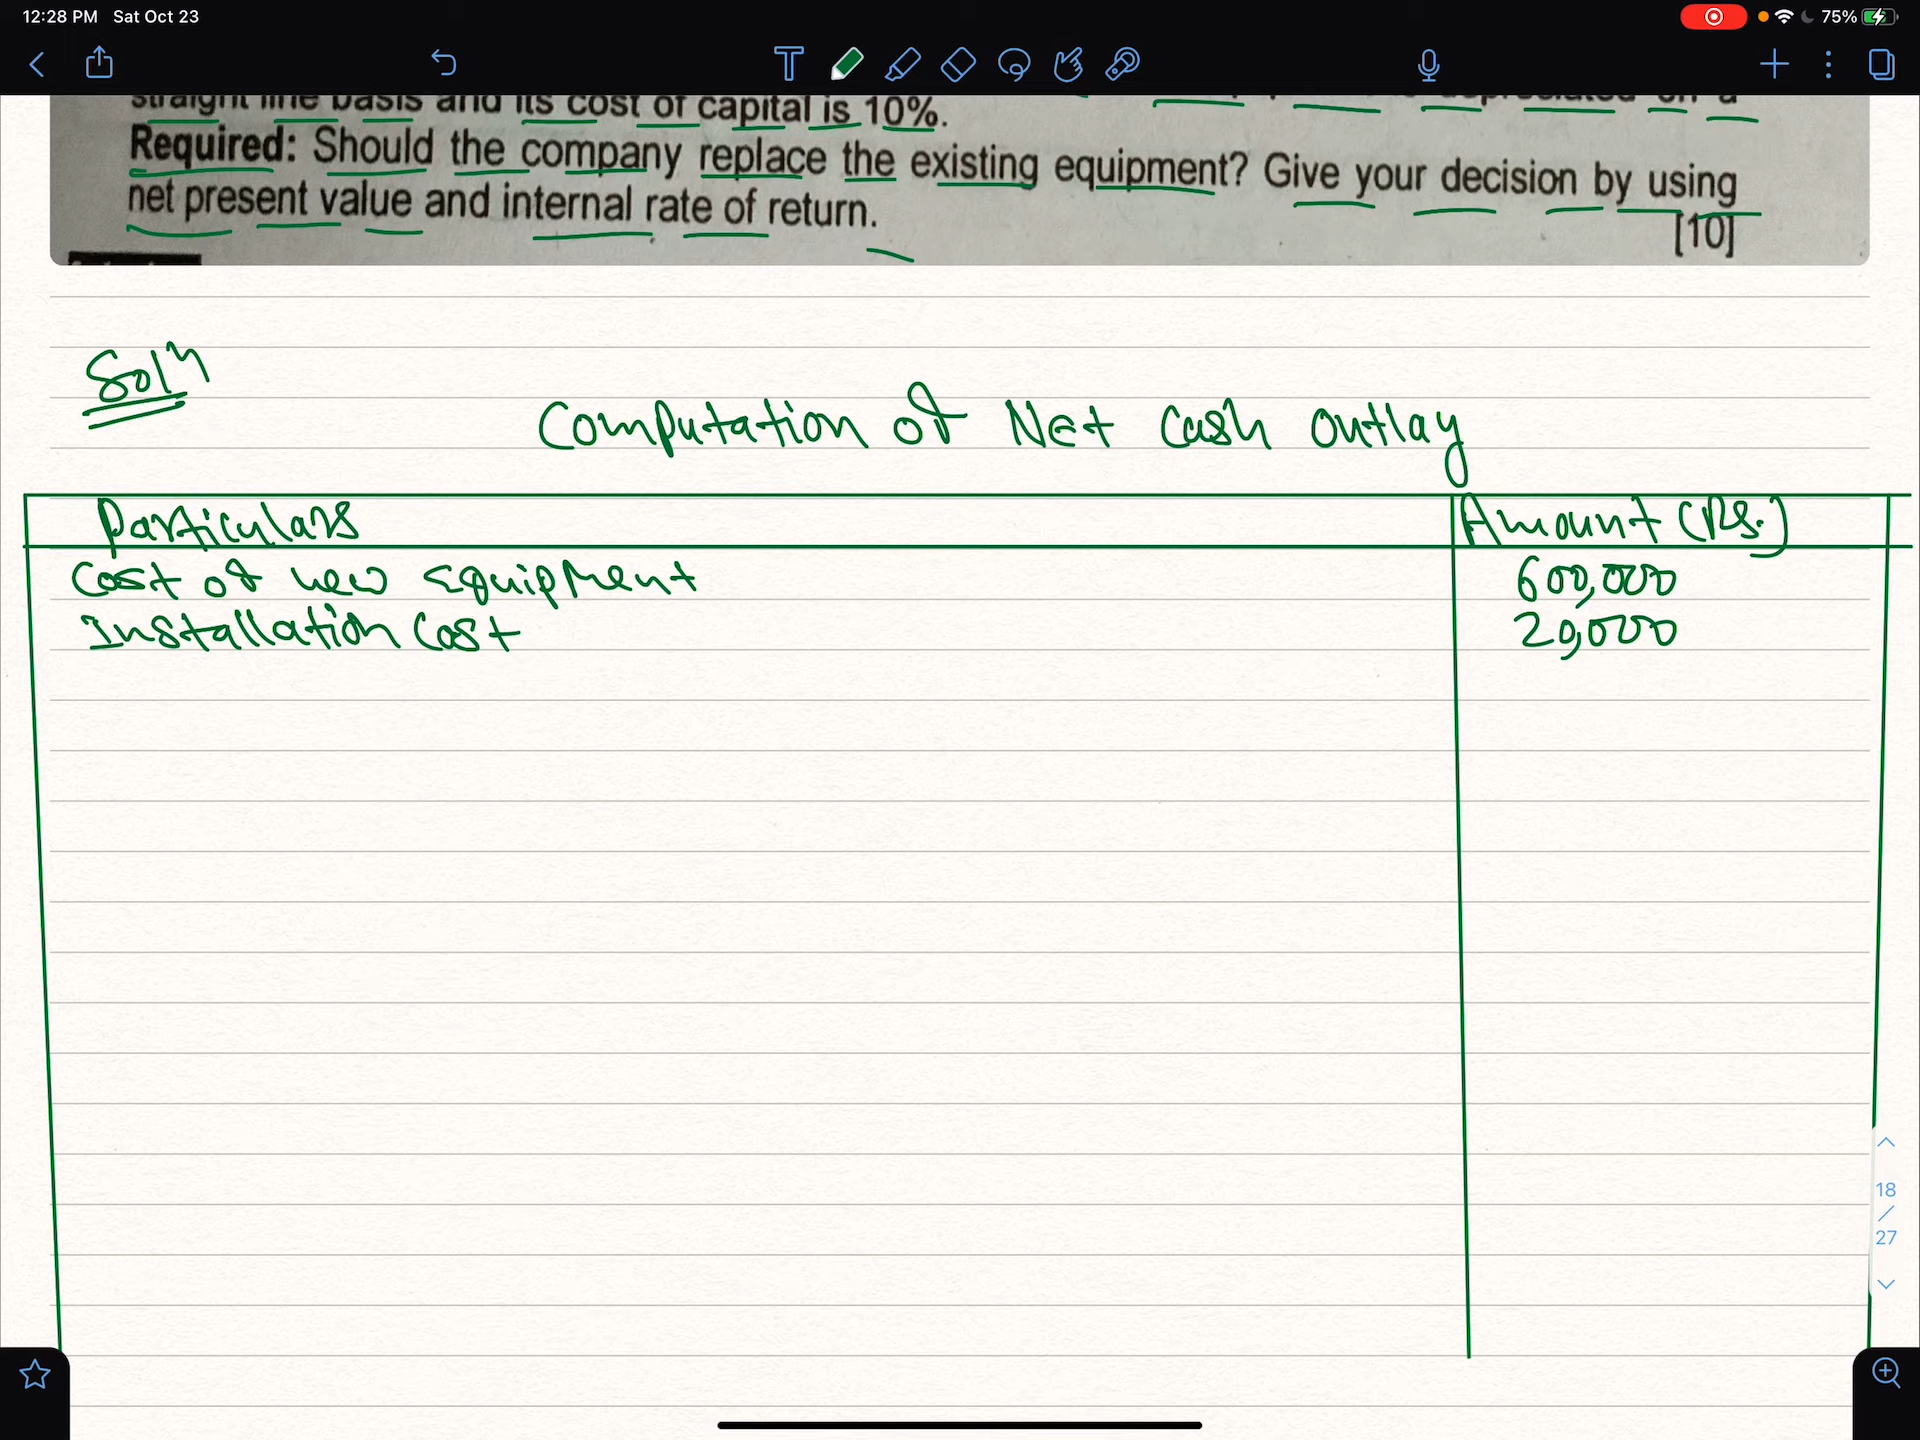 12:28 PM Sat Oct 23
75%
straight line basis and its cost of capital is 10%. depreciated on a
Required: Should the company replace the existing equipment? Give your decision by using
net present value and internal rate of return.
[10]
Solⁿ
Computation of Net Cash Outlay
Particulars Amount (Rs.)
Cost of new Equipment 600,000
Installation Cost 20,000
18
/
27